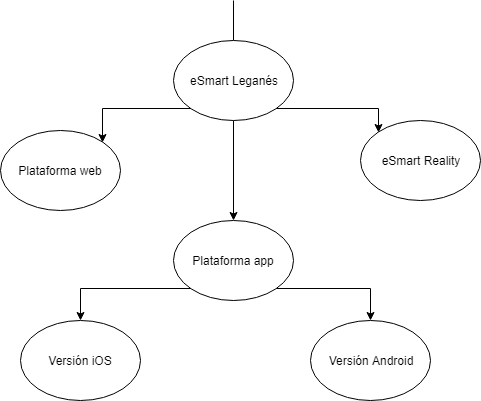 eSmart Leganés
Plataforma web
eSmart Reality
Plataforma app
Versión iOS
Versión Android